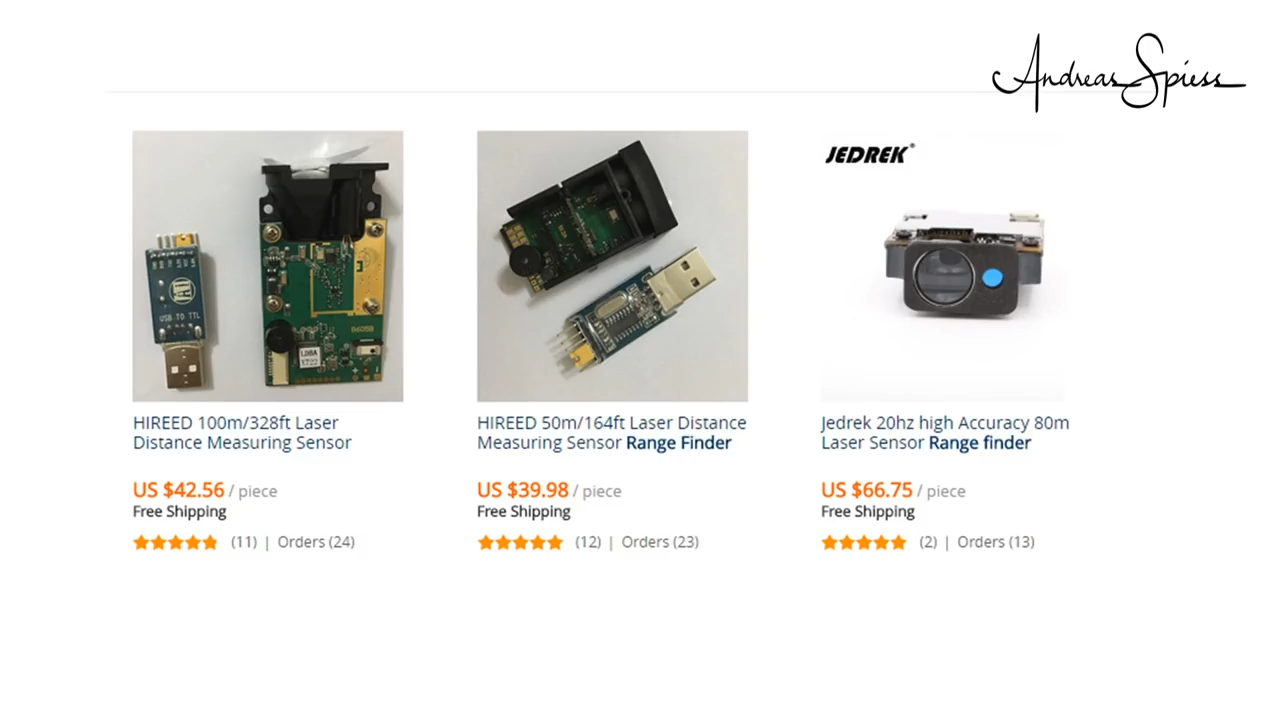 Andreas Spiess
JEDREK®
USB TO TTL
HIREED 100m/328ft Laser
Distance Measuring Sensor
US $42.56 / piece
Free Shipping
(11) | Orders (24)
HIREED 50m/164ft Laser Distance
Measuring Sensor Range Finder
US $39.98 / piece
Free Shipping
(12) | Orders (23)
Jedrek 20hz high Accuracy 80m
Laser Sensor Range finder
US $66.75 / piece
Free Shipping
(2) | Orders (13)